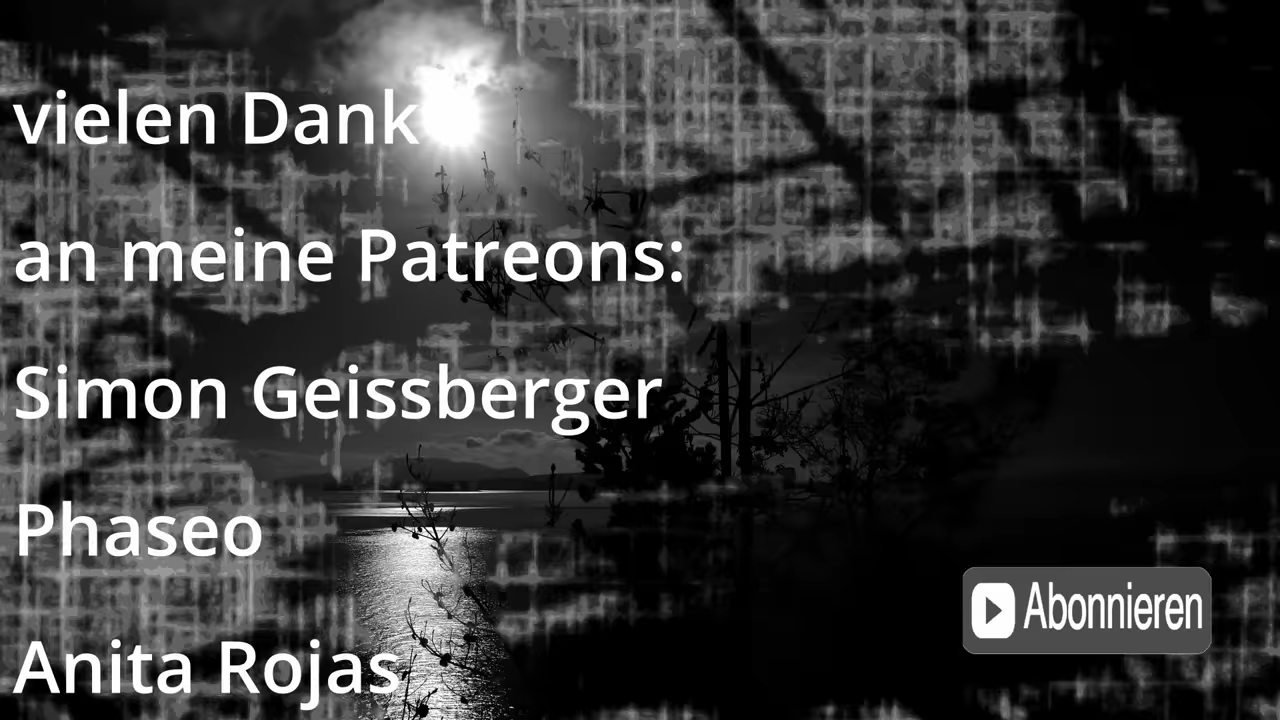 vielen Dank
an meine Patreons:
Simon Geissberger
Phaseo
Anita Rojas
Abonnieren